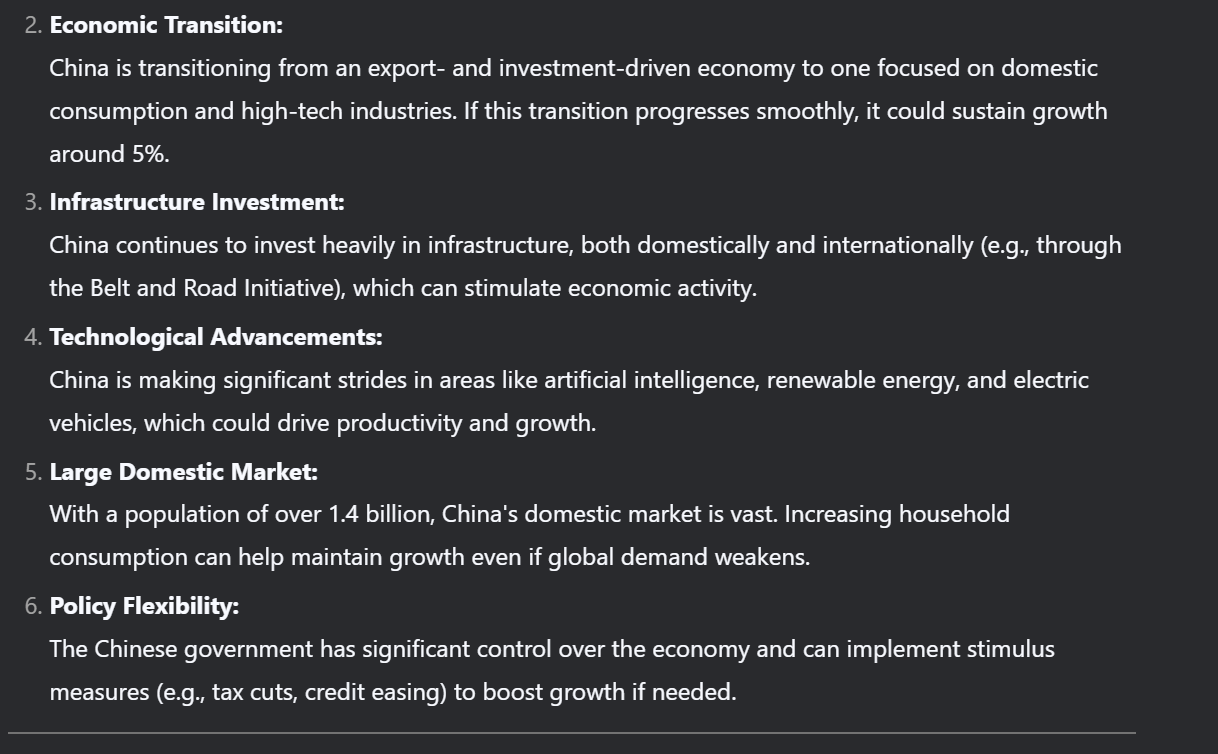 2. Economic Transition:
China is transitioning from an export- and investment-driven economy to one focused on domestic
consumption and high-tech industries. If this transition progresses smoothly, it could sustain growth
around 5%.
3. Infrastructure Investment:
China continues to invest heavily in infrastructure, both domestically and internationally (e.g., through
the Belt and Road Initiative), which can stimulate economic activity.
4. Technological Advancements:
China is making significant strides in areas like artificial intelligence, renewable energy, and electric
vehicles, which could drive productivity and growth.
5. Large Domestic Market:
With a population of over 1.4 billion, China's domestic market is vast. Increasing household
consumption can help maintain growth even if global demand weakens.
6. Policy Flexibility:
The Chinese government has significant control over the economy and can implement stimulus
measures (e.g., tax cuts, credit easing) to boost growth if needed.